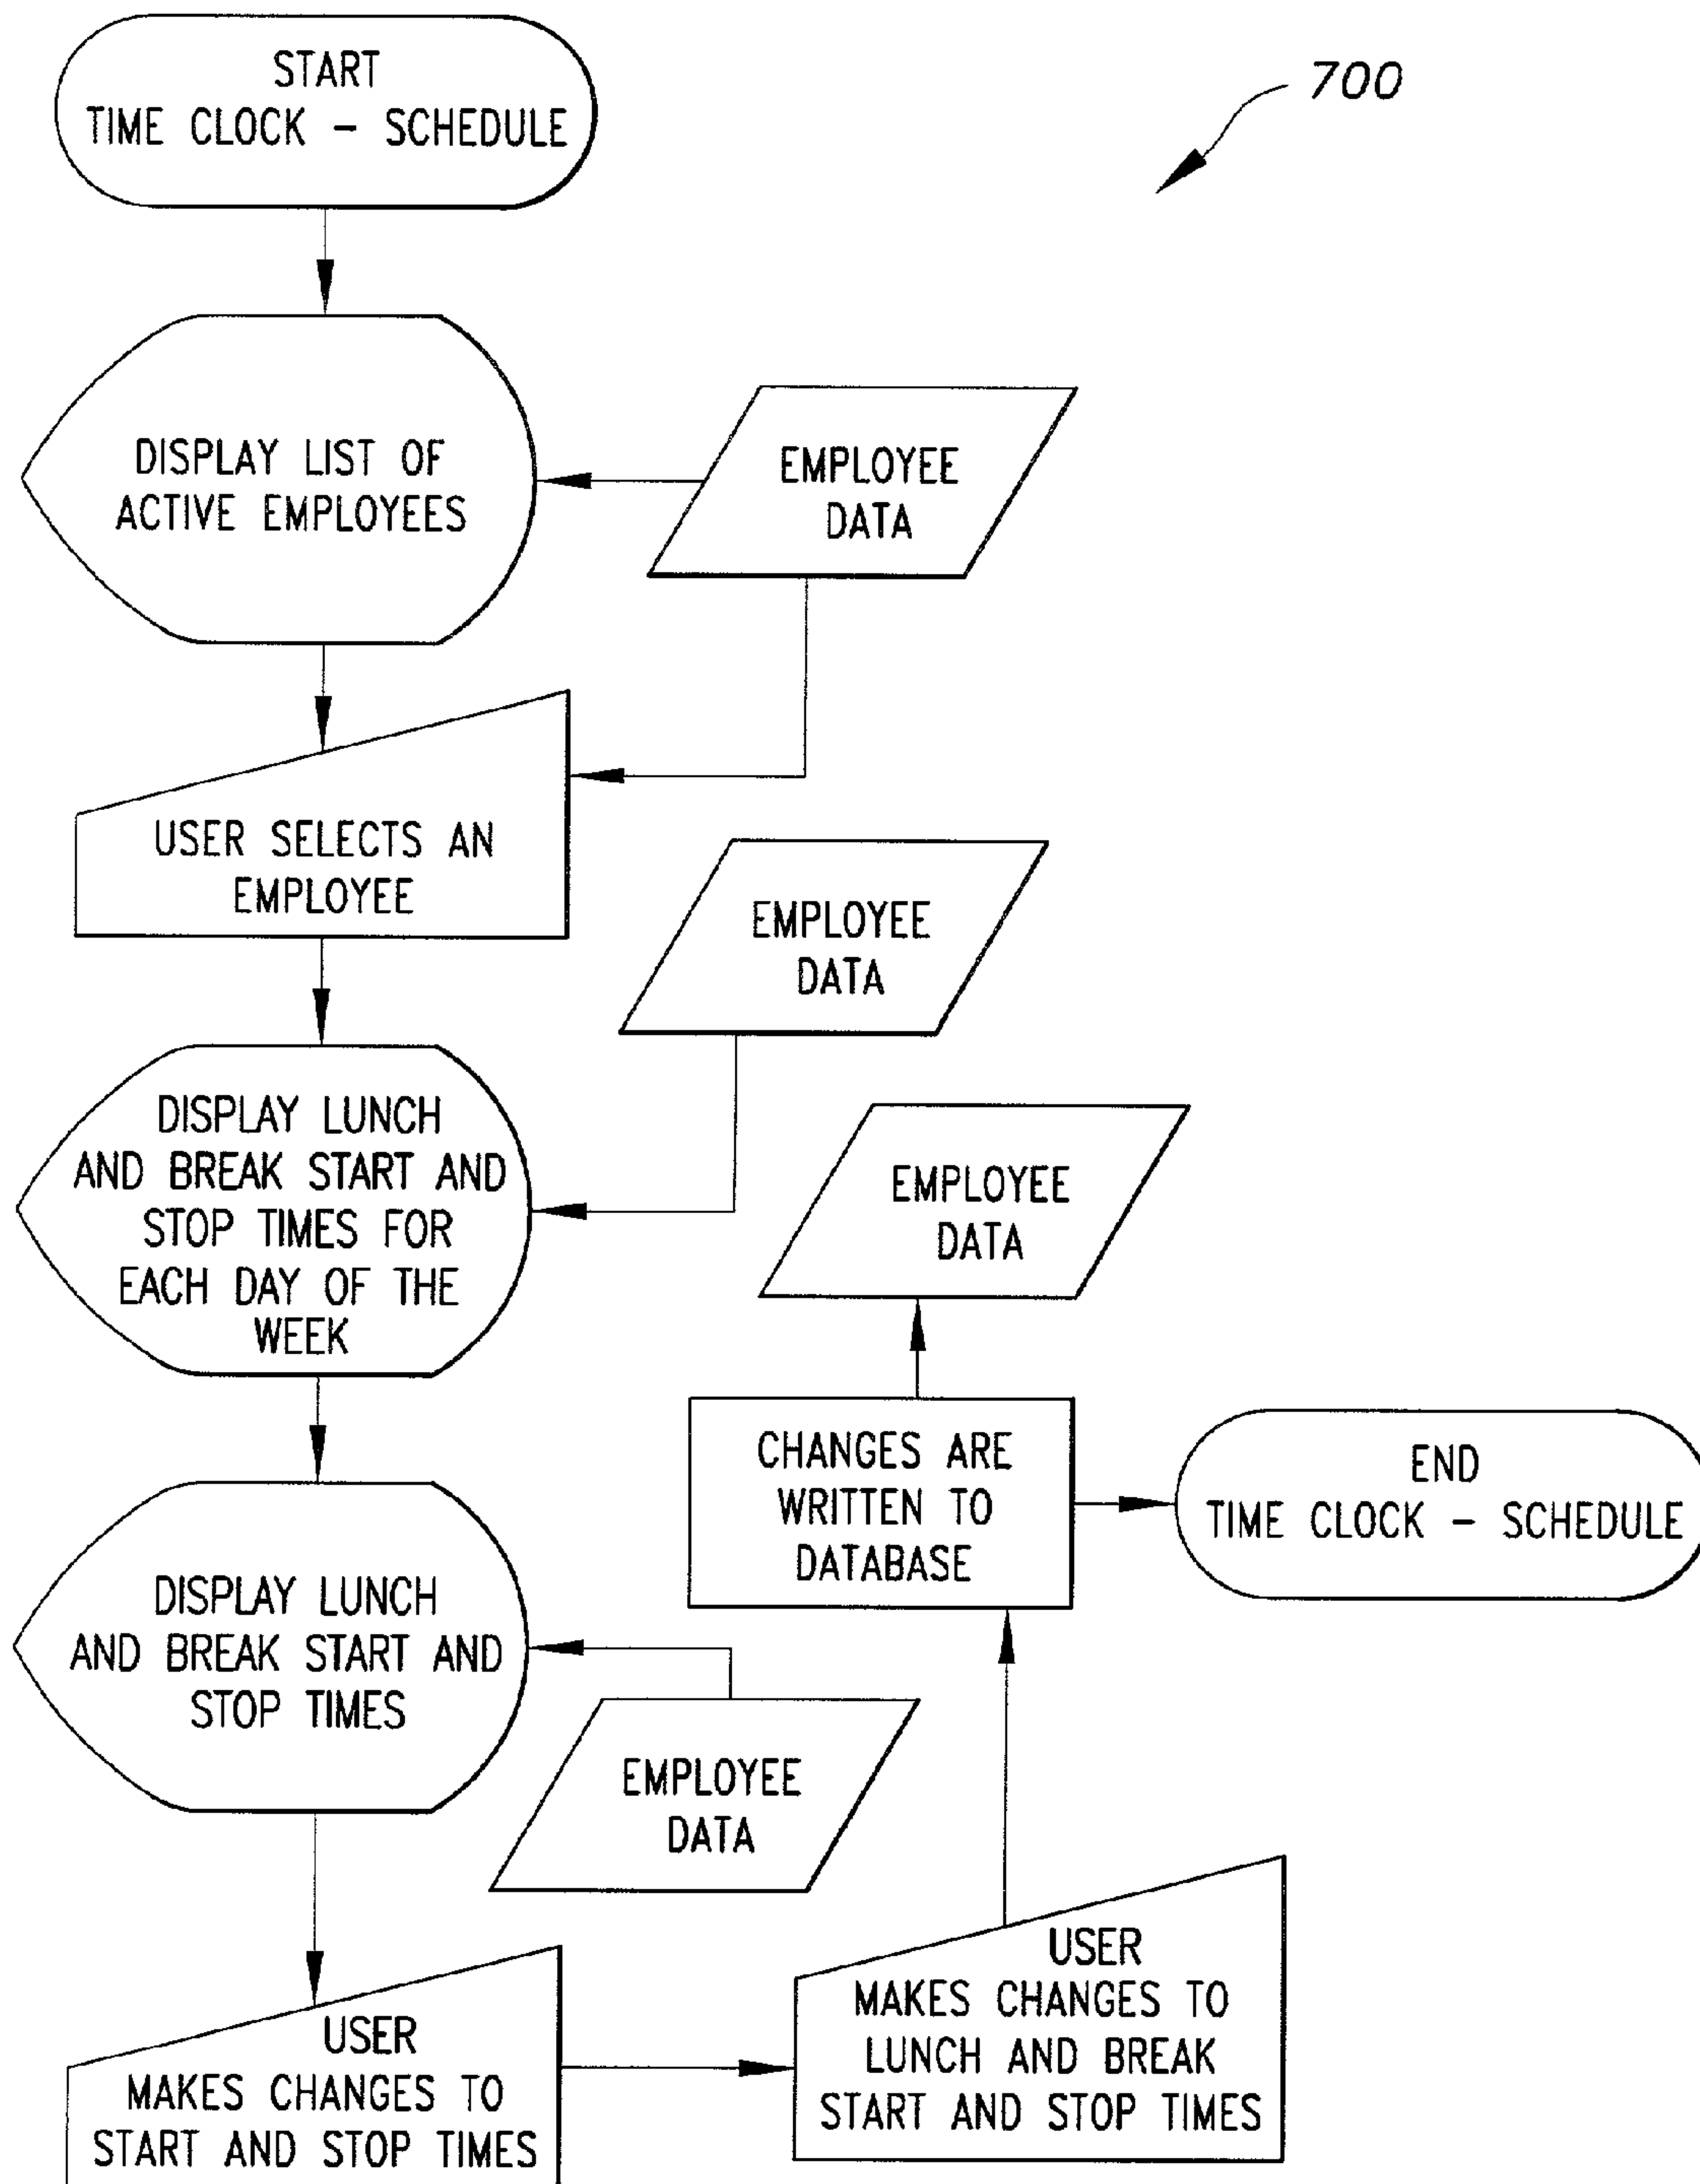 START
TIME CLOCK - SCHEDULE
700
DISPLAY LIST OF
ACTIVE EMPLOYEES
EMPLOYEE
DATA
USER SELECTS AN
EMPLOYEE
EMPLOYEE
DATA
DISPLAY LUNCH
AND BREAK START AND
STOP TIMES FOR
EACH DAY OF THE
WEEK
EMPLOYEE
DATA
CHANGES ARE
WRITTEN TO
DATABASE
END
TIME CLOCK - SCHEDULE
DISPLAY LUNCH
AND BREAK START AND
STOP TIMES
EMPLOYEE
DATA
USER
MAKES CHANGES TO
START AND STOP TIMES
USER
MAKES CHANGES TO
LUNCH AND BREAK
START AND STOP TIMES